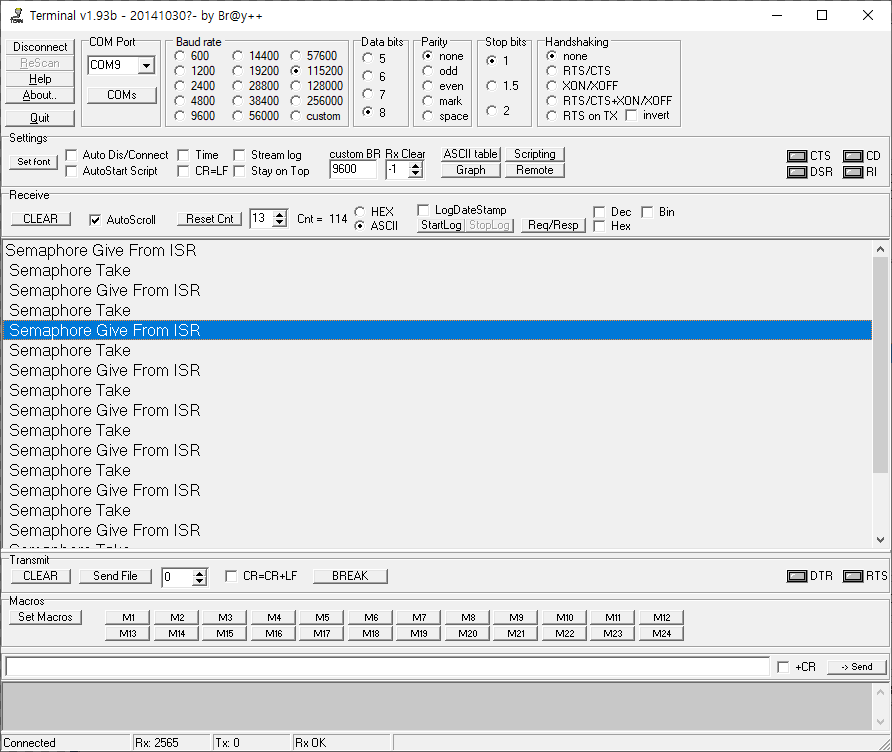 Terminal v1.93b - 20141030?- by Br@y++
Disconnect
ReScan
Help
About..
Quit
COM Port
COM9
COMs
Baud rate
600 14400 57600
1200 19200 115200
2400 28800 128000
4800 38400 256000
9600 56000 custom
Data bits
5
6
7
8
Parity
none
odd
even
mark
space
Stop bits
1
1.5
2
Handshaking
none
RTS/CTS
XON/XOFF
RTS/CTS+XON/XOFF
RTS on TX invert
Settings
Set font
Auto Dis/Connect Time Stream log
AutoStart Script CR=LF Stay on Top
custom BR Rx Clear
9600 -1
ASCII table Scripting
Graph Remote
CTS CD
DSR RI
Receive
CLEAR AutoScroll Reset Cnt 13 Cnt = 114
HEX
ASCII
LogDateStamp
StartLog StopLog Req/Resp
Dec Bin
Hex
Semaphore Give From ISR
Semaphore Take
Semaphore Give From ISR
Semaphore Take
Semaphore Give From ISR
Semaphore Take
Semaphore Give From ISR
Semaphore Take
Semaphore Give From ISR
Semaphore Take
Semaphore Give From ISR
Semaphore Take
Semaphore Give From ISR
Semaphore Take
Semaphore Give From ISR
Semaphore Take
Transmit
CLEAR Send File 0 CR=CR+LF BREAK DTR RTS
Macros
Set Macros
M1 M2 M3 M4 M5 M6 M7 M8 M9 M10 M11 M12
M13 M14 M15 M16 M17 M18 M19 M20 M21 M22 M23 M24
+CR -> Send
Connected Rx: 2565 Tx: 0 Rx OK